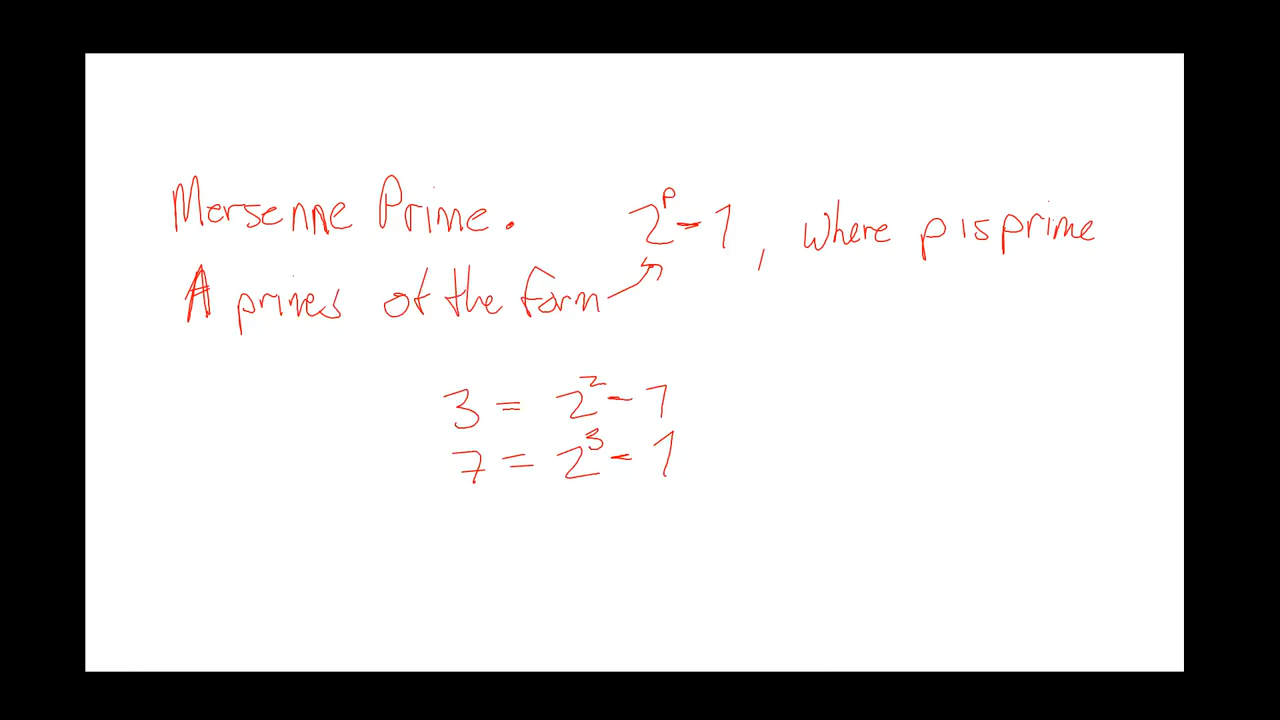 Mersenne Prime. 2^p - 1, where p is prime
A primes of the form
3 = 2^2 - 1
7 = 2^3 - 1